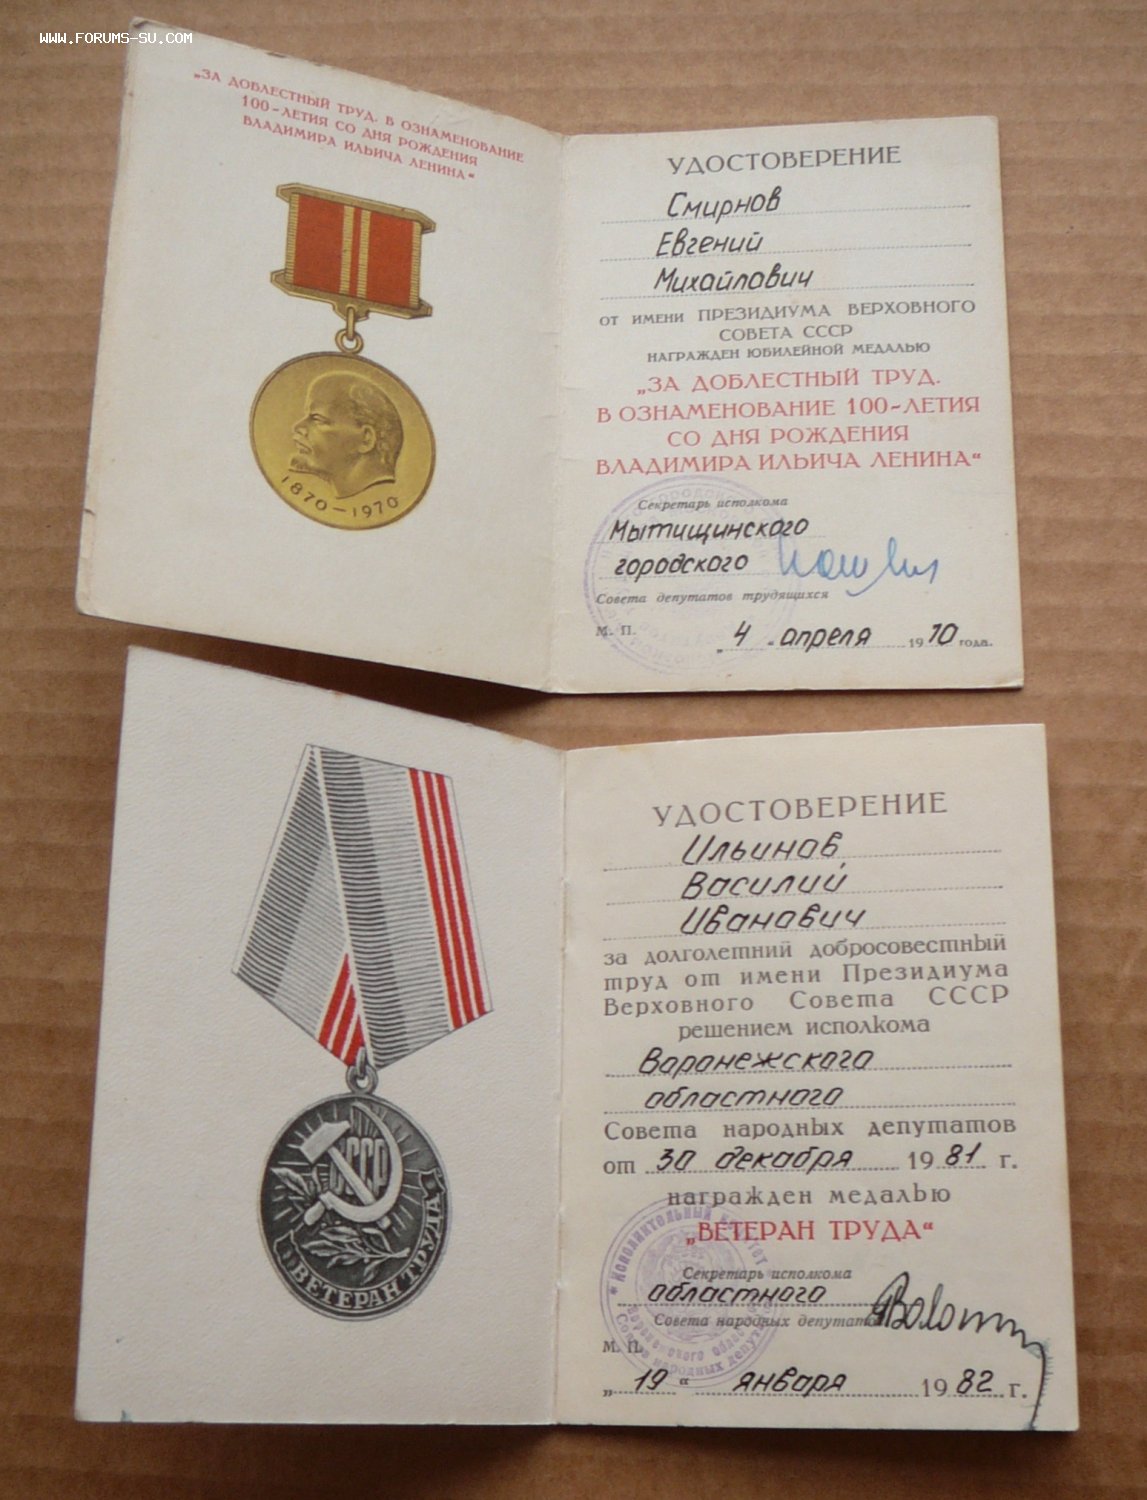 WWW.FORUMS-SU.COM
„ЗА ДОБЛЕСТНЫЙ ТРУД. В ОЗНАМЕНОВАНИЕ
100-ЛЕТИЯ СО ДНЯ РОЖДЕНИЯ
ВЛАДИМИРА ИЛЬИЧА ЛЕНИНА“
1870-1970
УДОСТОВЕРЕНИЕ
Смирнов
Евгений
Михайлович
ОТ ИМЕНИ ПРЕЗИДИУМА ВЕРХОВНОГО
СОВЕТА СССР
НАГРАЖДЕН ЮБИЛЕЙНОЙ МЕДАЛЬЮ
„ЗА ДОБЛЕСТНЫЙ ТРУД.
В ОЗНАМЕНОВАНИЕ 100-ЛЕТИЯ
СО ДНЯ РОЖДЕНИЯ
ВЛАДИМИРА ИЛЬИЧА ЛЕНИНА“
Секретарь исполкома
Мытищинского
городского
Совета депутатов трудящихся
М. П.
„4“ апреля 1970 года.
СССР
ВЕТЕРАН ТРУДА
УДОСТОВЕРЕНИЕ
Ильинов
Василий
Иванович
за долголетний добросовестный
труд от имени Президиума
Верховного Совета СССР
решением исполкома
Воронежского
областного
Совета народных депутатов
от 30 декабря 1981 г.
награжден медалью
„ВЕТЕРАН ТРУДА“
Секретарь исполкома
областного
Совета народных депутатов
М. П.
„19“ января 1982 г.